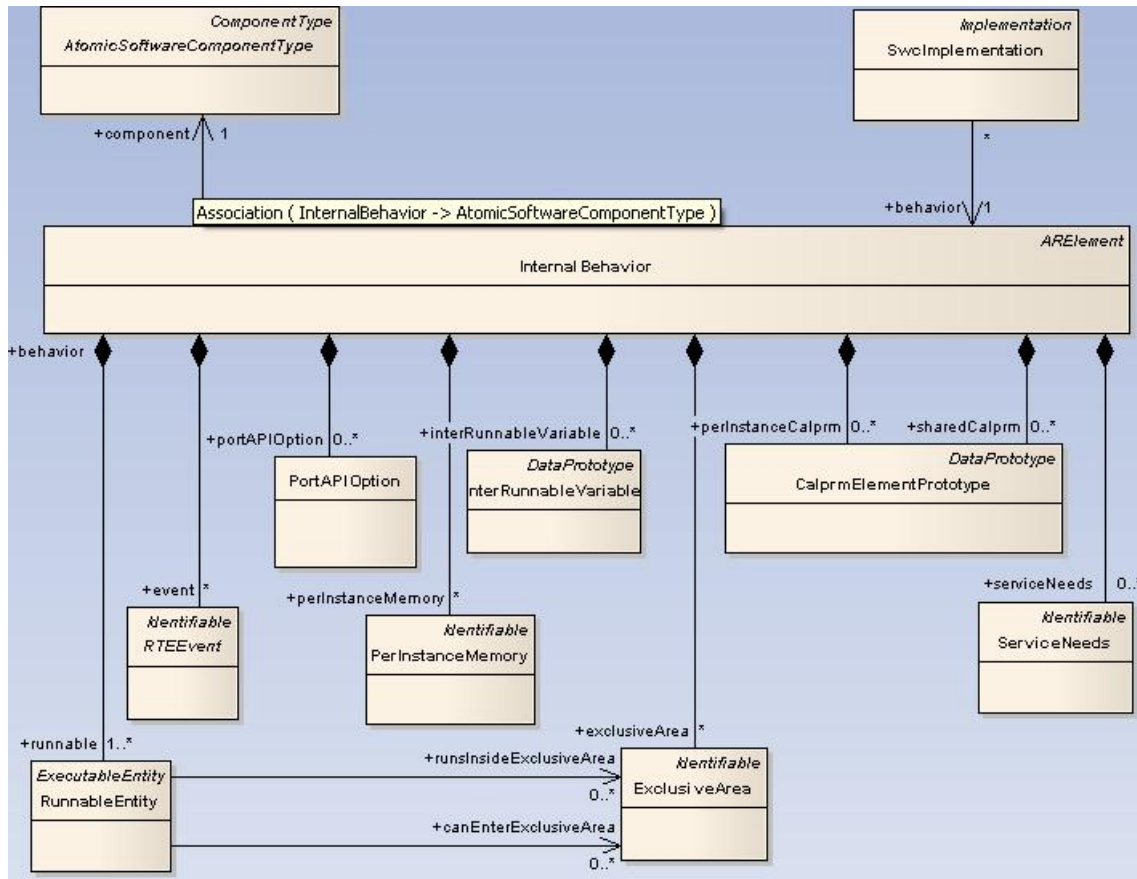 ComponentType
AtomicSoftwareComponentType
Implementation
SwcImplementation
+component 1
*
Association ( InternalBehavior -> AtomicSoftwareComponentType )
+behavior 1
ARElement
Internal Behavior
+behavior
+portAPIOption 0..*
+interRunnableVariable 0..*
+perInstanceCalprm 0..*
+sharedCalprm 0..*
PortAPIOption
DataPrototype
nterRunnableVariable
DataPrototype
CalprmElementPrototype
+event *
+perInstanceMemory *
+serviceNeeds 0..*
Identifiable
RTEEvent
Identifiable
PerInstanceMemory
Identifiable
ServiceNeeds
+exclusiveArea *
+runnable 1..*
+runsInsideExclusiveArea
0..*
ExecutableEntity
RunnableEntity
Identifiable
ExclusiveArea
+canEnterExclusiveArea
0..*